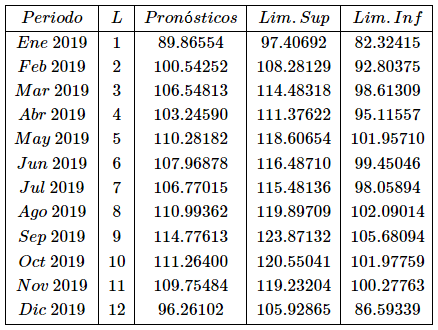 Periodo L Pronósticos Lim. Sup Lim. Inf
Ene 2019 1 89.86554 97.40692 82.32415
Feb 2019 2 100.54252 108.28129 92.80375
Mar 2019 3 106.54813 114.48318 98.61309
Abr 2019 4 103.24590 111.37622 95.11557
May 2019 5 110.28182 118.60654 101.95710
Jun 2019 6 107.96878 116.48710 99.45046
Jul 2019 7 106.77015 115.48136 98.05894
Ago 2019 8 110.99362 119.89709 102.09014
Sep 2019 9 114.77613 123.87132 105.68094
Oct 2019 10 111.26400 120.55041 101.97759
Nov 2019 11 109.75484 119.23204 100.27763
Dic 2019 12 96.26102 105.92865 86.59339